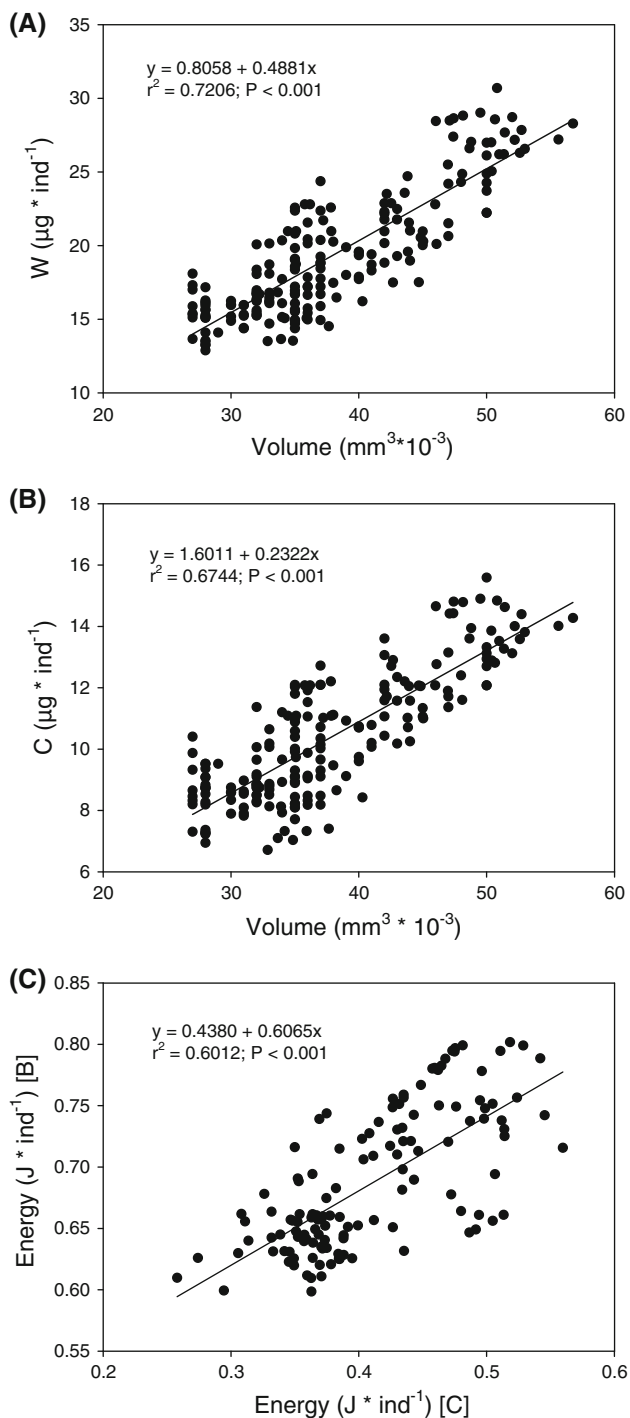 (A)
35
30
25
20
15
10
W (µg * ind⁻¹)
y = 0.8058 + 0.4881x
r² = 0.7206; P < 0.001
20 30 40 50 60
Volume (mm³*10⁻³)
(B)
18
16
14
12
10
8
6
C (µg * ind⁻¹)
y = 1.6011 + 0.2322x
r² = 0.6744; P < 0.001
20 30 40 50 60
Volume (mm³ * 10⁻³)
(C)
0.85
0.80
0.75
0.70
0.65
0.60
0.55
Energy (J * ind⁻¹) [B]
y = 0.4380 + 0.6065x
r² = 0.6012; P < 0.001
0.2 0.3 0.4 0.5 0.6
Energy (J * ind⁻¹) [C]